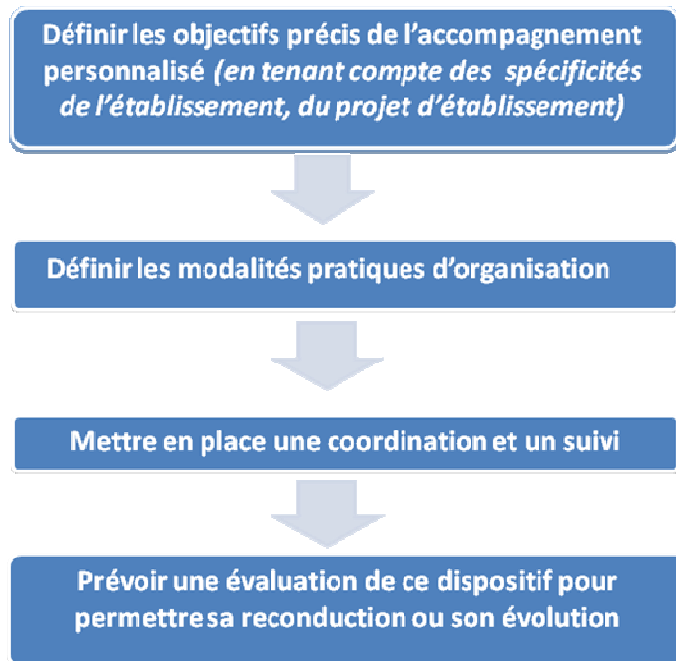 Définir les objectifs précis de l'accompagnement
personnalisé (en tenant compte des spécificités
de l'établissement, du projet d'établissement)
Définir les modalités pratiques d'organisation
Mettre en place une coordination et un suivi
Prévoir une évaluation de ce dispositif pour
permettre sa reconduction ou son évolution